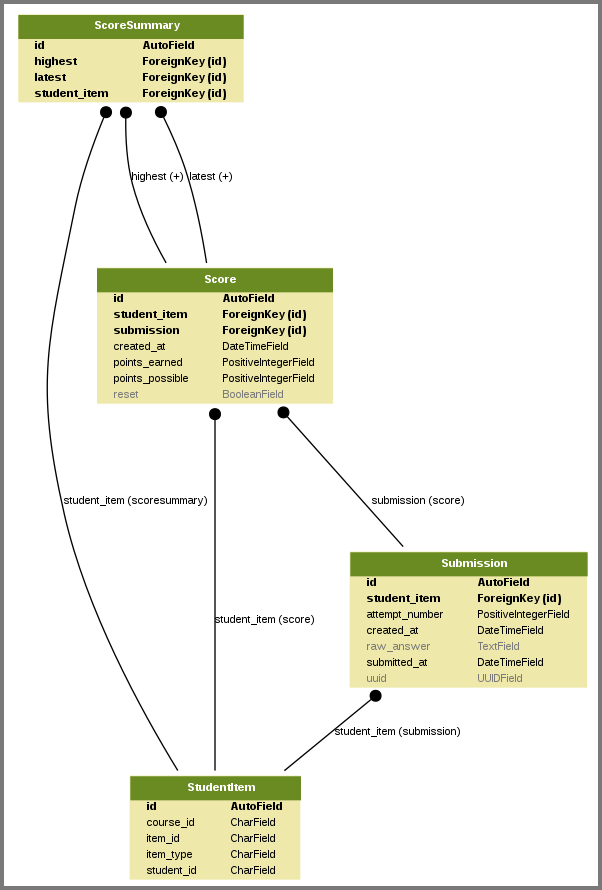 ScoreSummary
id AutoField
highest ForeignKey (id)
latest ForeignKey (id)
student_item ForeignKey (id)
highest (+) latest (+)
Score
id AutoField
student_item ForeignKey (id)
submission ForeignKey (id)
created_at DateTimeField
points_earned PositiveIntegerField
points_possible PositiveIntegerField
reset BooleanField
student_item (scoresummary)
submission (score)
Submission
id AutoField
student_item ForeignKey (id)
attempt_number PositiveIntegerField
created_at DateTimeField
raw_answer TextField
submitted_at DateTimeField
uuid UUIDField
student_item (score)
student_item (submission)
StudentItem
id AutoField
course_id CharField
item_id CharField
item_type CharField
student_id CharField